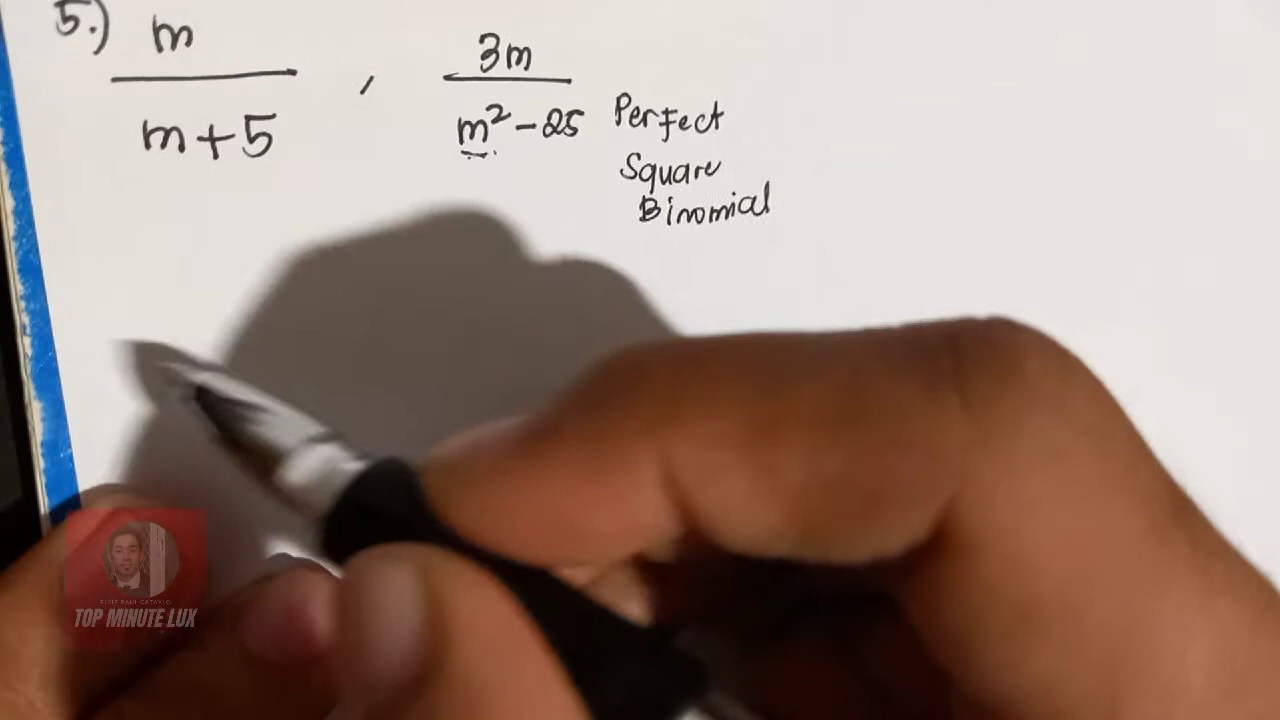 5.) m
m+5
,
3m
m² - 25
Perfect
Square
Binomial
TOP MINUTE LUX